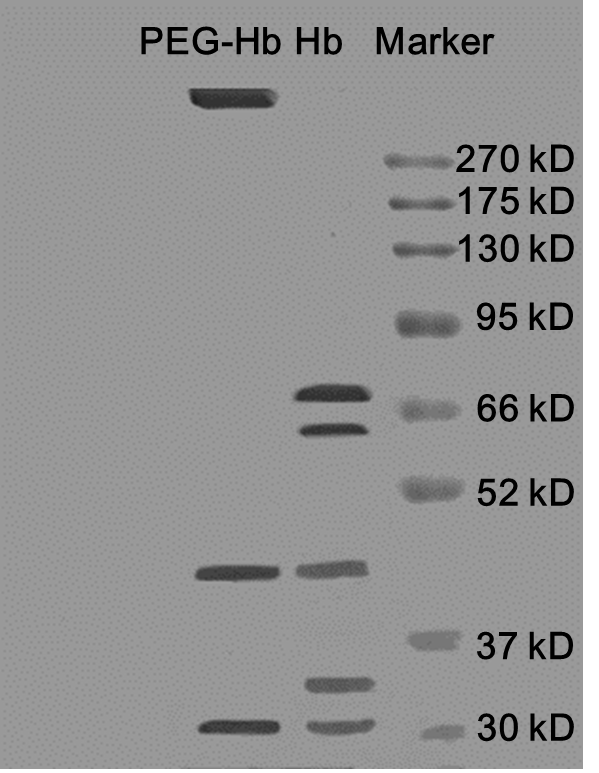 PEG-Hb Hb Marker
270 kD
175 kD
130 kD
95 kD
66 kD
52 kD
37 kD
30 kD